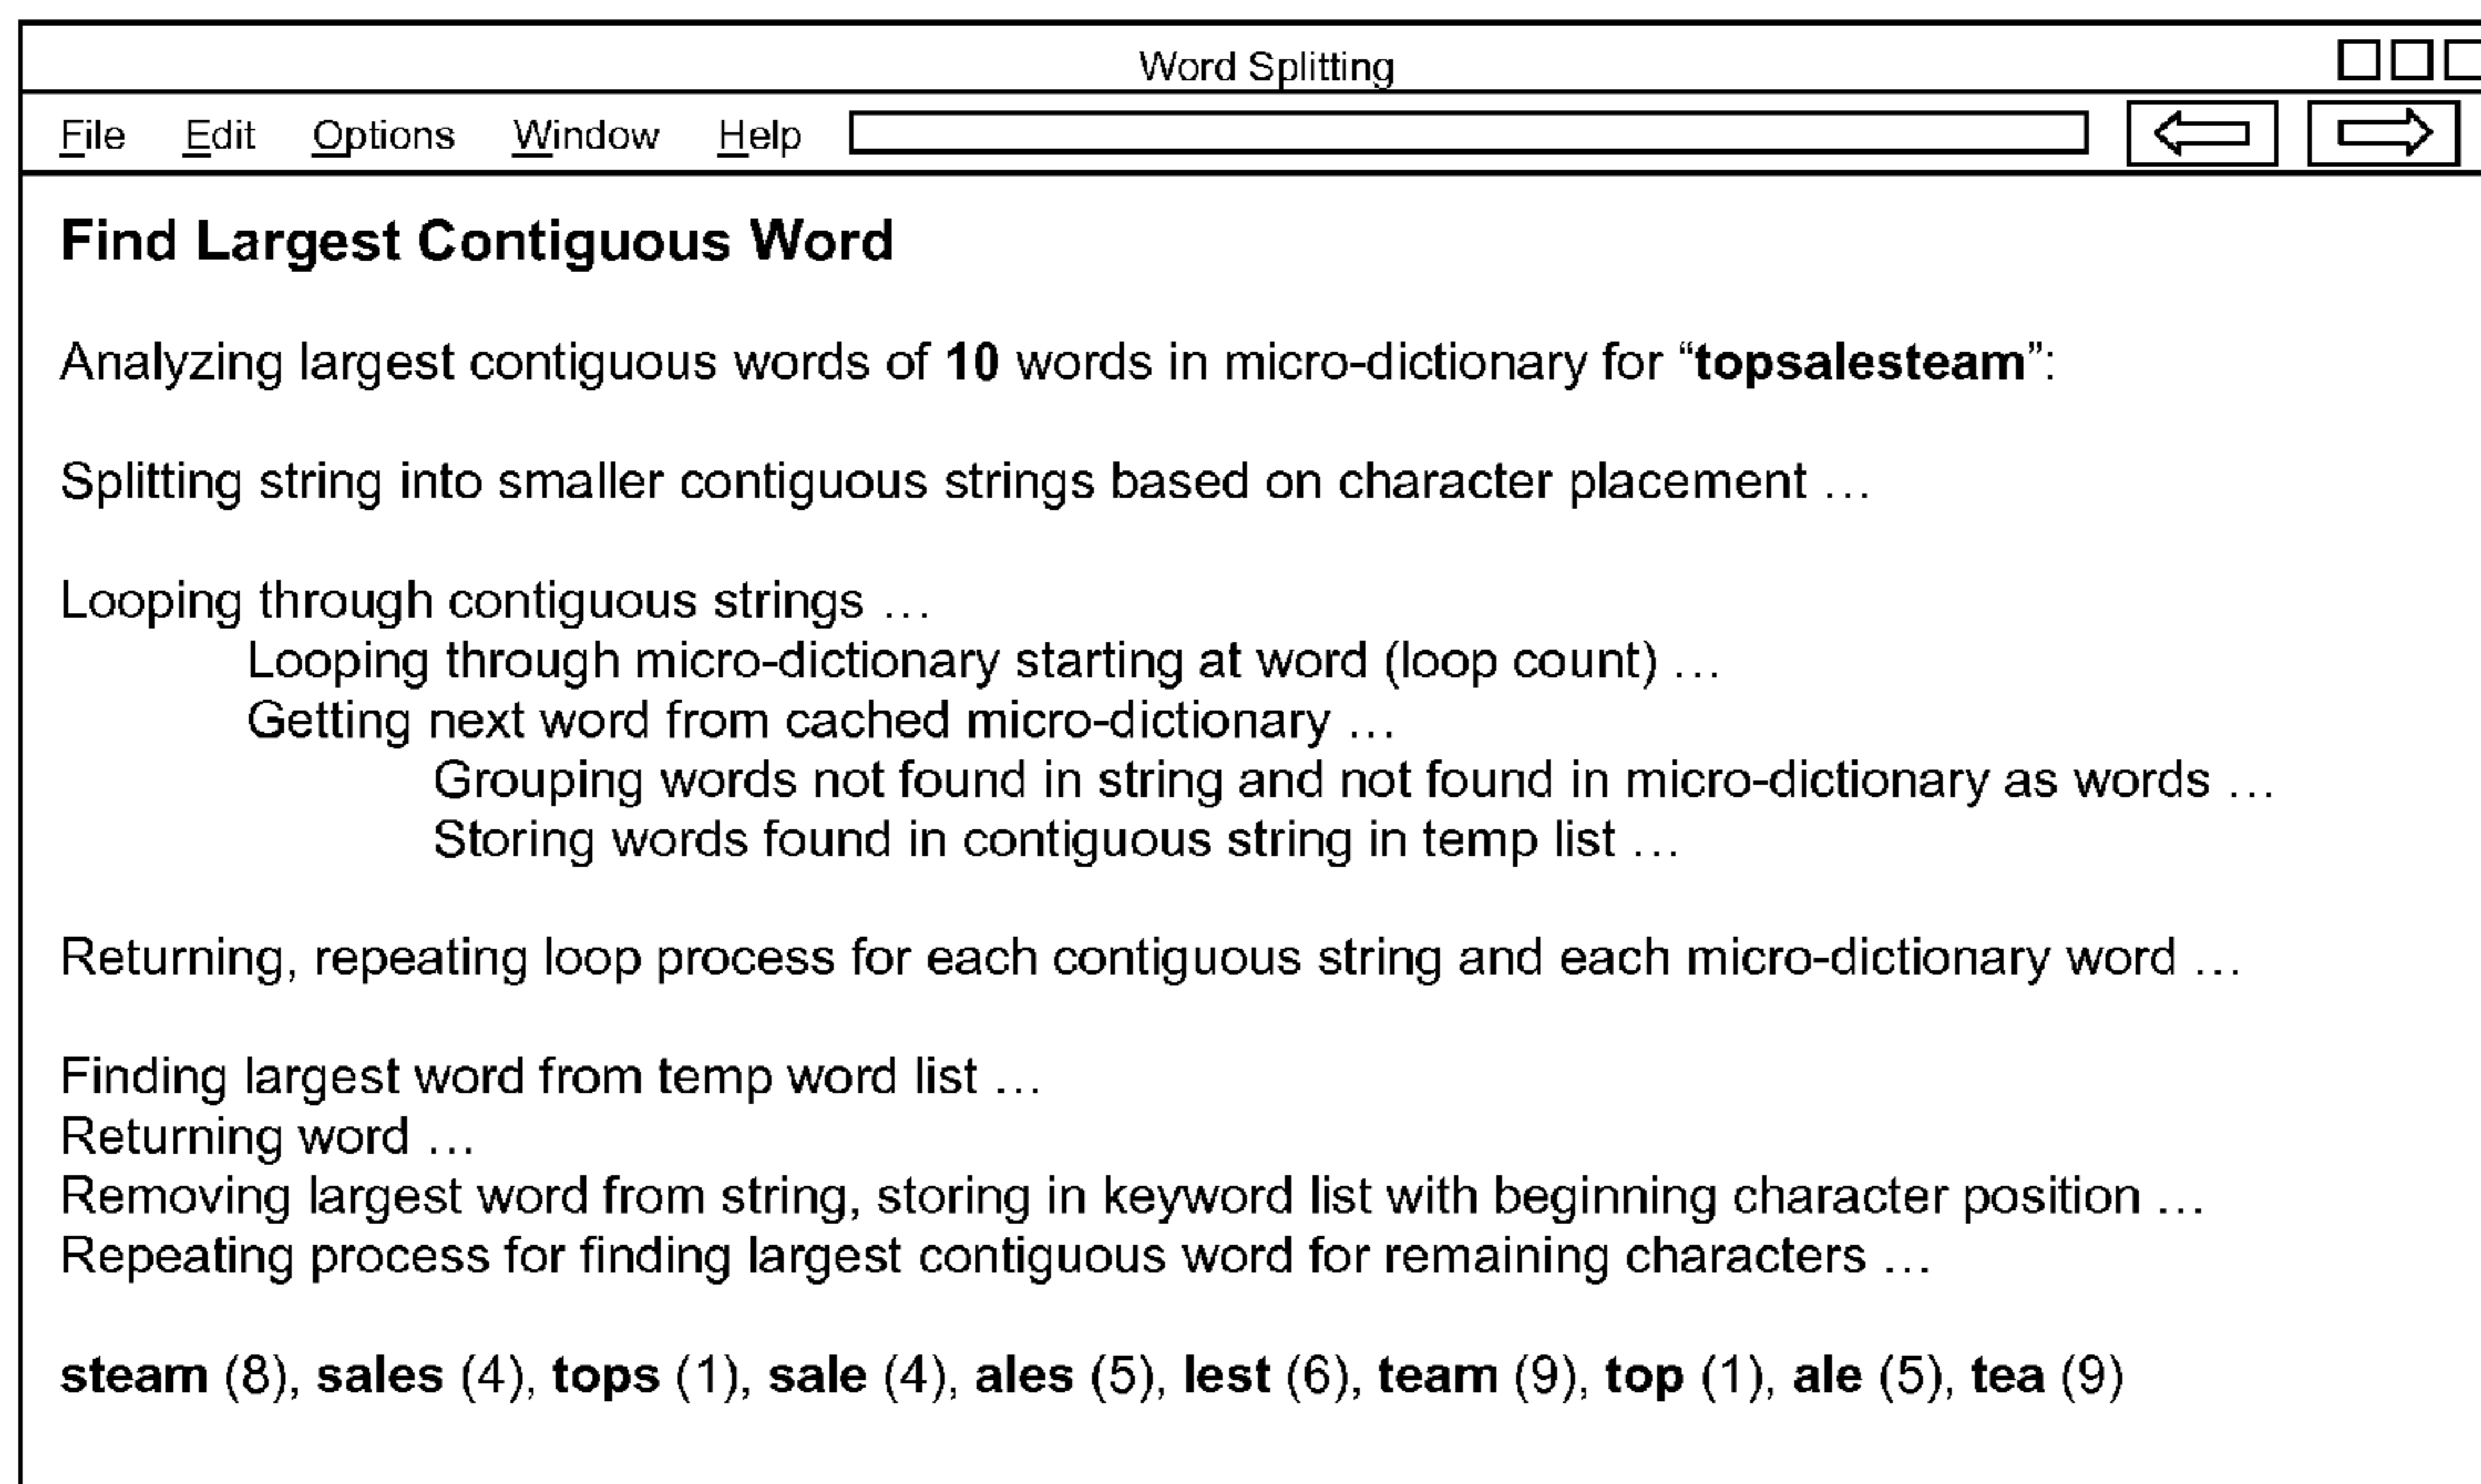 Word Splitting
File Edit Options Window Help
Find Largest Contiguous Word
Analyzing largest contiguous words of 10 words in micro-dictionary for “topsalesteam”:
Splitting string into smaller contiguous strings based on character placement …
Looping through contiguous strings …
Looping through micro-dictionary starting at word (loop count) …
Getting next word from cached micro-dictionary …
Grouping words not found in string and not found in micro-dictionary as words …
Storing words found in contiguous string in temp list …
Returning, repeating loop process for each contiguous string and each micro-dictionary word …
Finding largest word from temp word list …
Returning word …
Removing largest word from string, storing in keyword list with beginning character position …
Repeating process for finding largest contiguous word for remaining characters …
steam (8), sales (4), tops (1), sale (4), ales (5), lest (6), team (9), top (1), ale (5), tea (9)